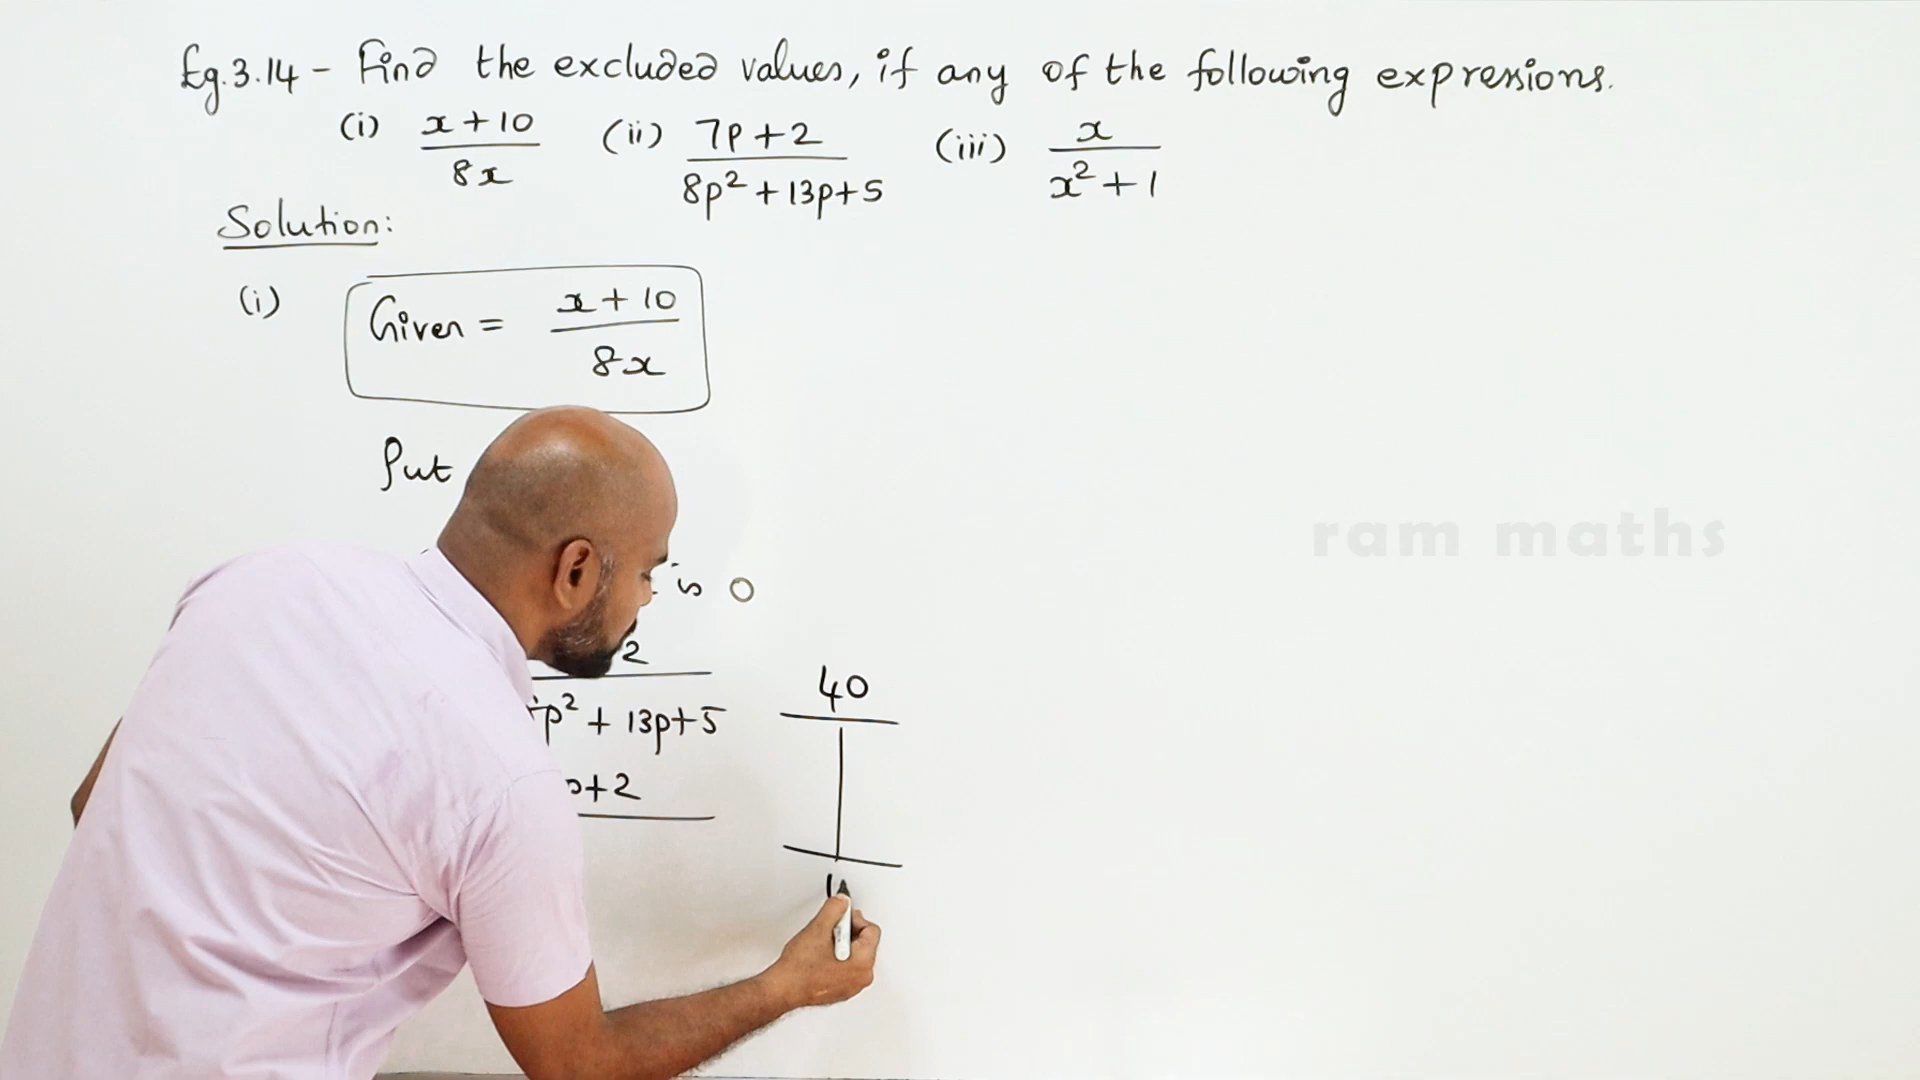 Eg.3.14 - Find the excluded values, if any of the following expressions.
(i) x+10 / 8x (ii) 7p+2 / 8p²+13p+5 (iii) x / x²+1
Solution:
(i) Given = x+10 / 8x
Put
is 0
2
p² + 13p+5
40
+2